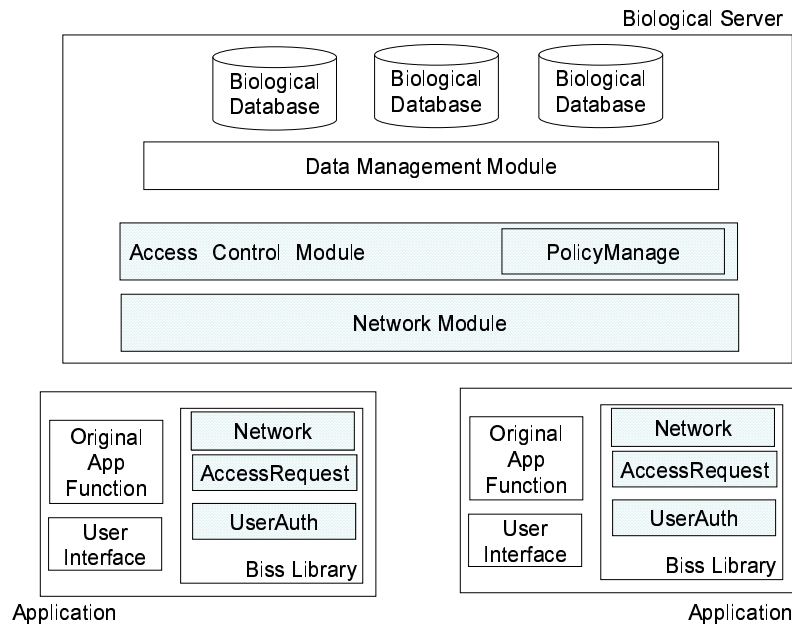 Biological Server
Biological
Database
Biological
Database
Biological
Database
Data Management Module
Access Control Module
PolicyManage
Network Module
Original
App
Function
User
Interface
Network
AccessRequest
UserAuth
Biss Library
Application
Original
App
Function
User
Interface
Network
AccessRequest
UserAuth
Biss Library
Application